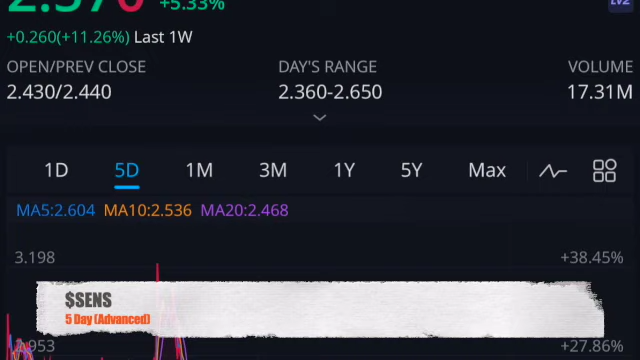 +5.33%
LV2
+0.260(+11.26%) Last 1W
OPEN/PREV CLOSE DAY'S RANGE VOLUME
2.430/2.440 2.360-2.650 17.31M
1D 5D 1M 3M 1Y 5Y Max
MA5:2.604 MA10:2.536 MA20:2.468
3.198 +38.45%
$SENS
5 Day (Advanced)
+27.86%